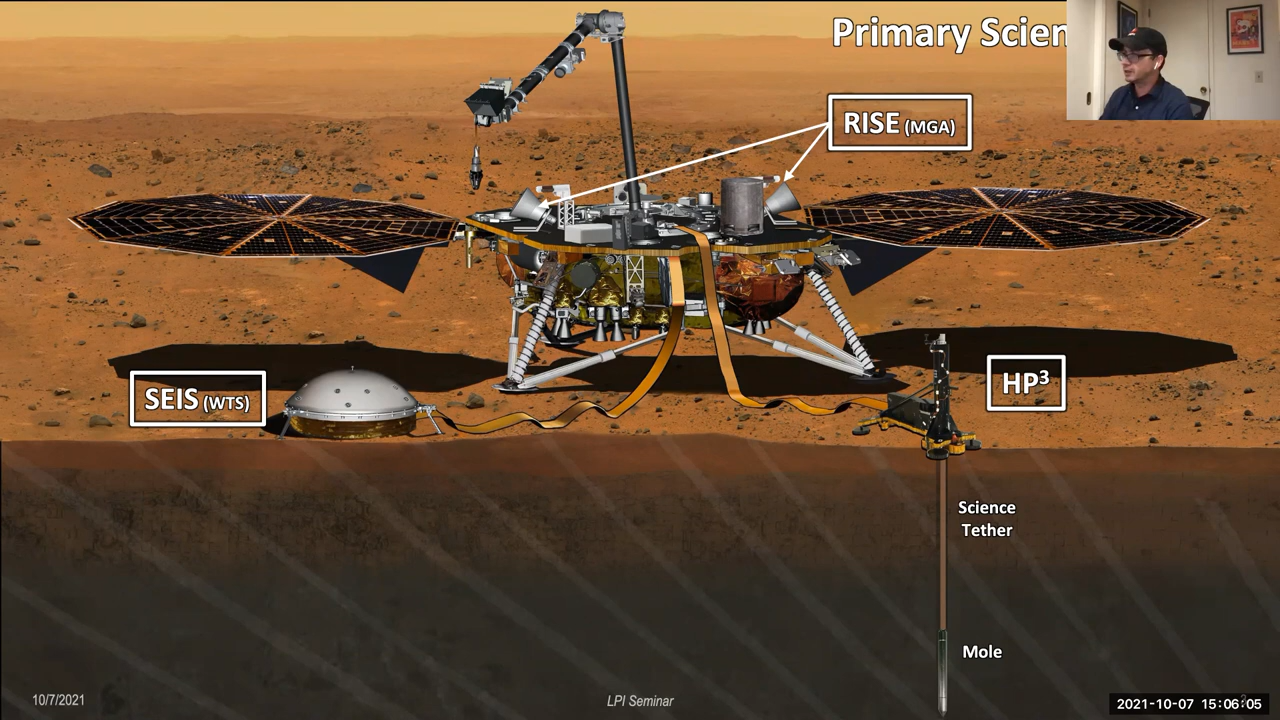 Primary Scien
RISE (MGA)
SEIS (WTS)
HP³
Science
Tether
Mole
10/7/2021
LPI Seminar
2021-10-07 15:06:05